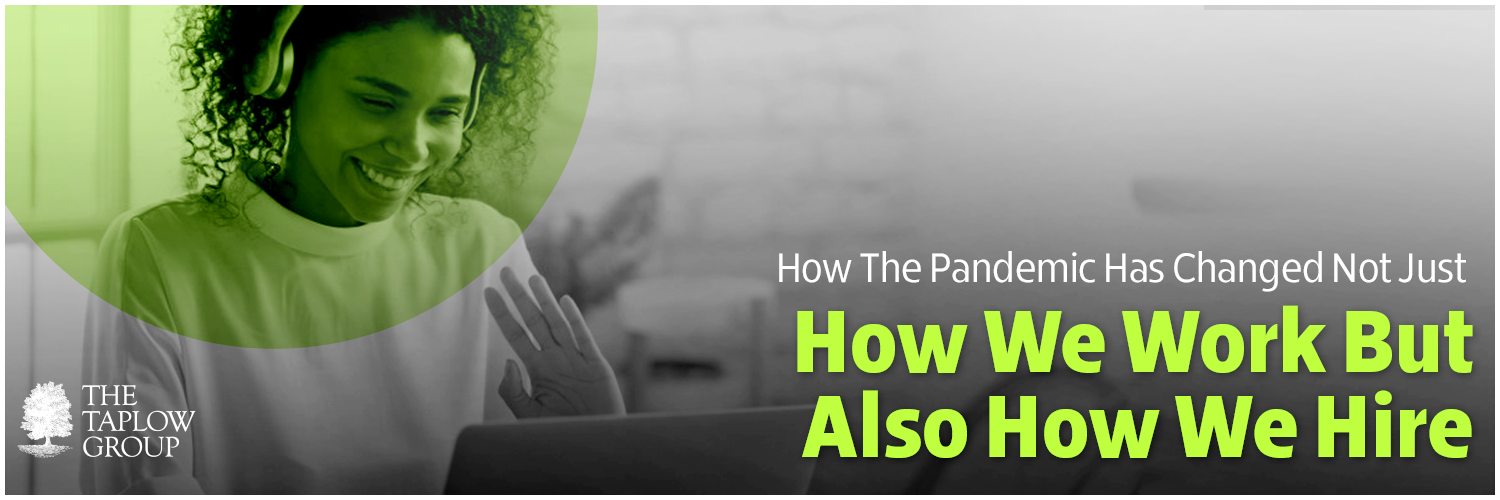 How The Pandemic Has Changed Not Just
How We Work But
Also How We Hire
THE
TAPLOW
GROUP